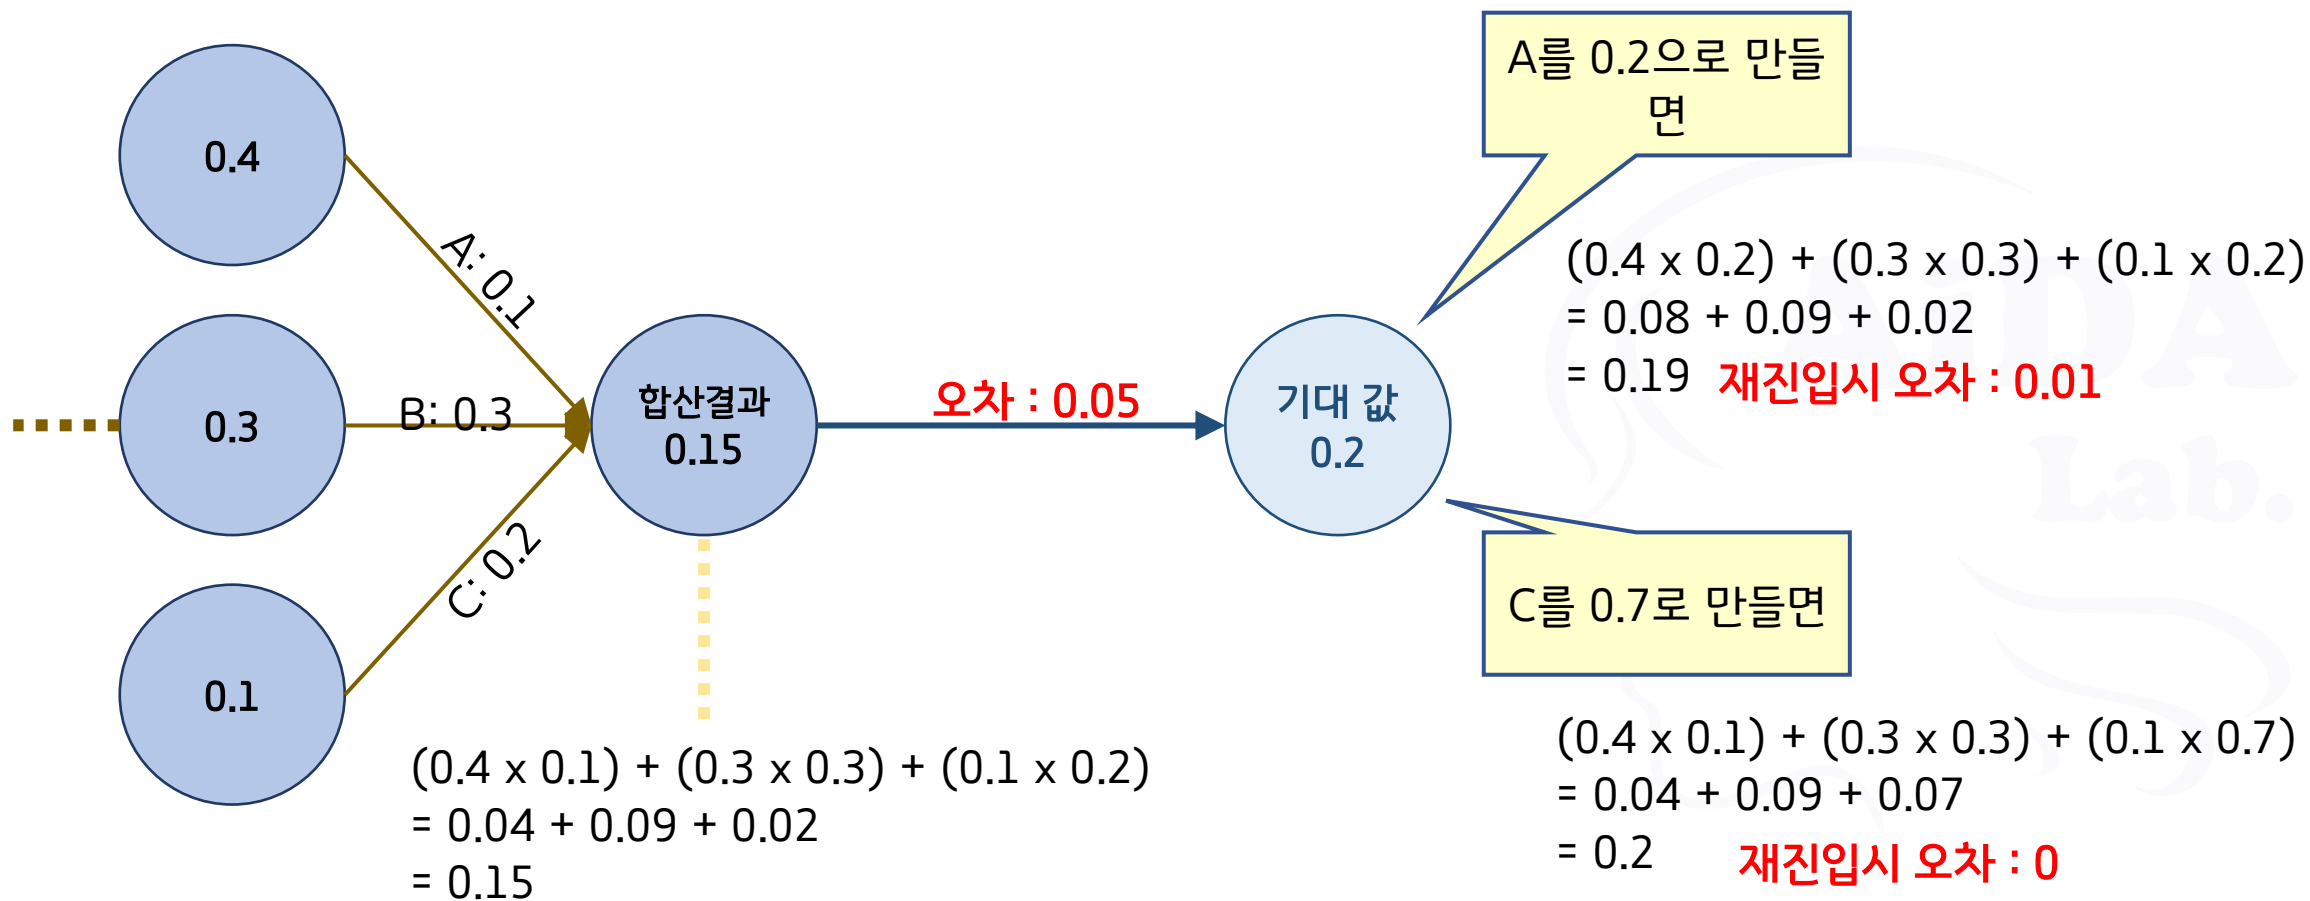 0.4
0.3
0.1
A: 0.1
B: 0.3
C: 0.2
합산결과
0.15
(0.4 x 0.1) + (0.3 x 0.3) + (0.1 x 0.2)
= 0.04 + 0.09 + 0.02
= 0.15
오차 : 0.05
기대 값
0.2
A를 0.2으로 만들
면
(0.4 x 0.2) + (0.3 x 0.3) + (0.1 x 0.2)
= 0.08 + 0.09 + 0.02
= 0.19 재진입시 오차 : 0.01
C를 0.7로 만들면
(0.4 x 0.1) + (0.3 x 0.3) + (0.1 x 0.7)
= 0.04 + 0.09 + 0.07
= 0.2 재진입시 오차 : 0
AiDA
Lab.